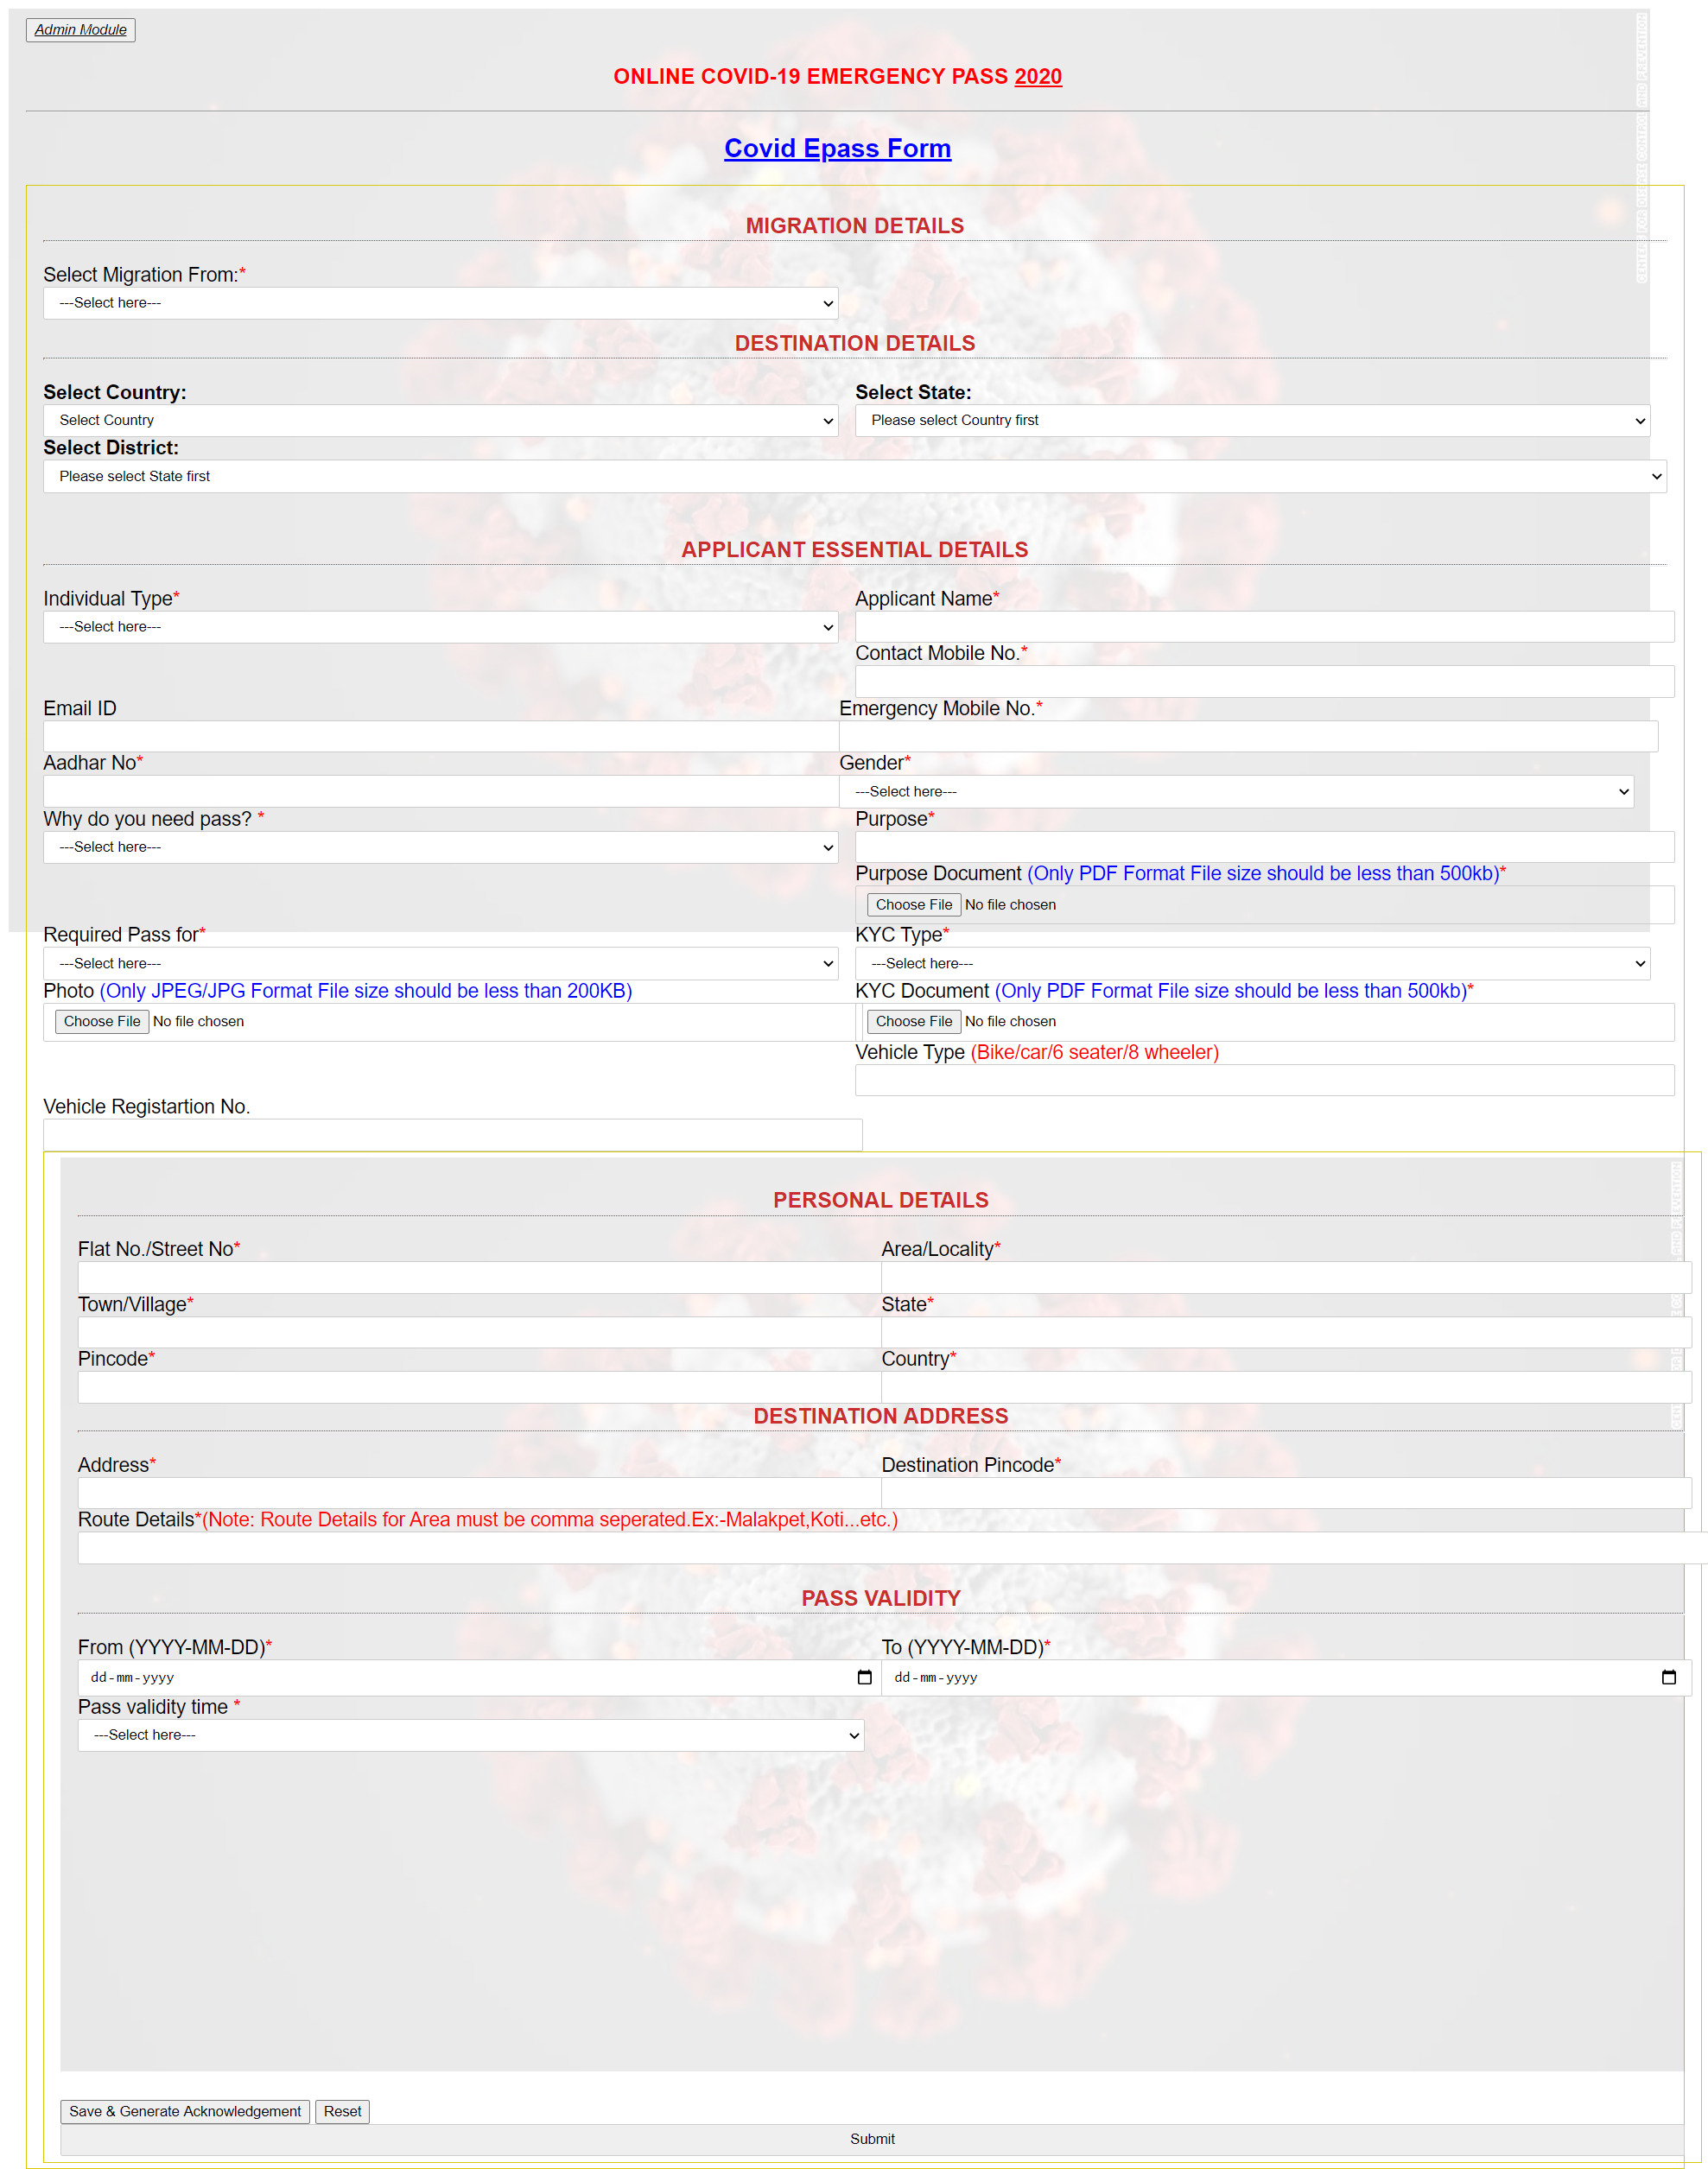 Admin Module
ONLINE COVID-19 EMERGENCY PASS 2020
Covid Epass Form
MIGRATION DETAILS
Select Migration From:*
---Select here---
DESTINATION DETAILS
Select Country: Select State:
Select Country Please select Country first
Select District:
Please select State first
APPLICANT ESSENTIAL DETAILS
Individual Type* Applicant Name*
---Select here---
Contact Mobile No.*
Email ID Emergency Mobile No.*
Aadhar No* Gender*
---Select here---
Why do you need pass? * Purpose*
---Select here---
Purpose Document (Only PDF Format File size should be less than 500kb)*
Choose File No file chosen
Required Pass for* KYC Type*
---Select here--- ---Select here---
Photo (Only JPEG/JPG Format File size should be less than 200KB) KYC Document (Only PDF Format File size should be less than 500kb)*
Choose File No file chosen Choose File No file chosen
Vehicle Type (Bike/car/6 seater/8 wheeler)
Vehicle Registartion No.
PERSONAL DETAILS
Flat No./Street No* Area/Locality*
Town/Village* State*
Pincode* Country*
DESTINATION ADDRESS
Address* Destination Pincode*
Route Details*(Note: Route Details for Area must be comma seperated.Ex:-Malakpet,Koti...etc.)
PASS VALIDITY
From (YYYY-MM-DD)* To (YYYY-MM-DD)*
dd-mm-yyyy dd-mm-yyyy
Pass validity time *
---Select here---
Save & Generate Acknowledgement Reset
Submit
CENTERS FOR DISEASE CONTROL AND PREVENTION